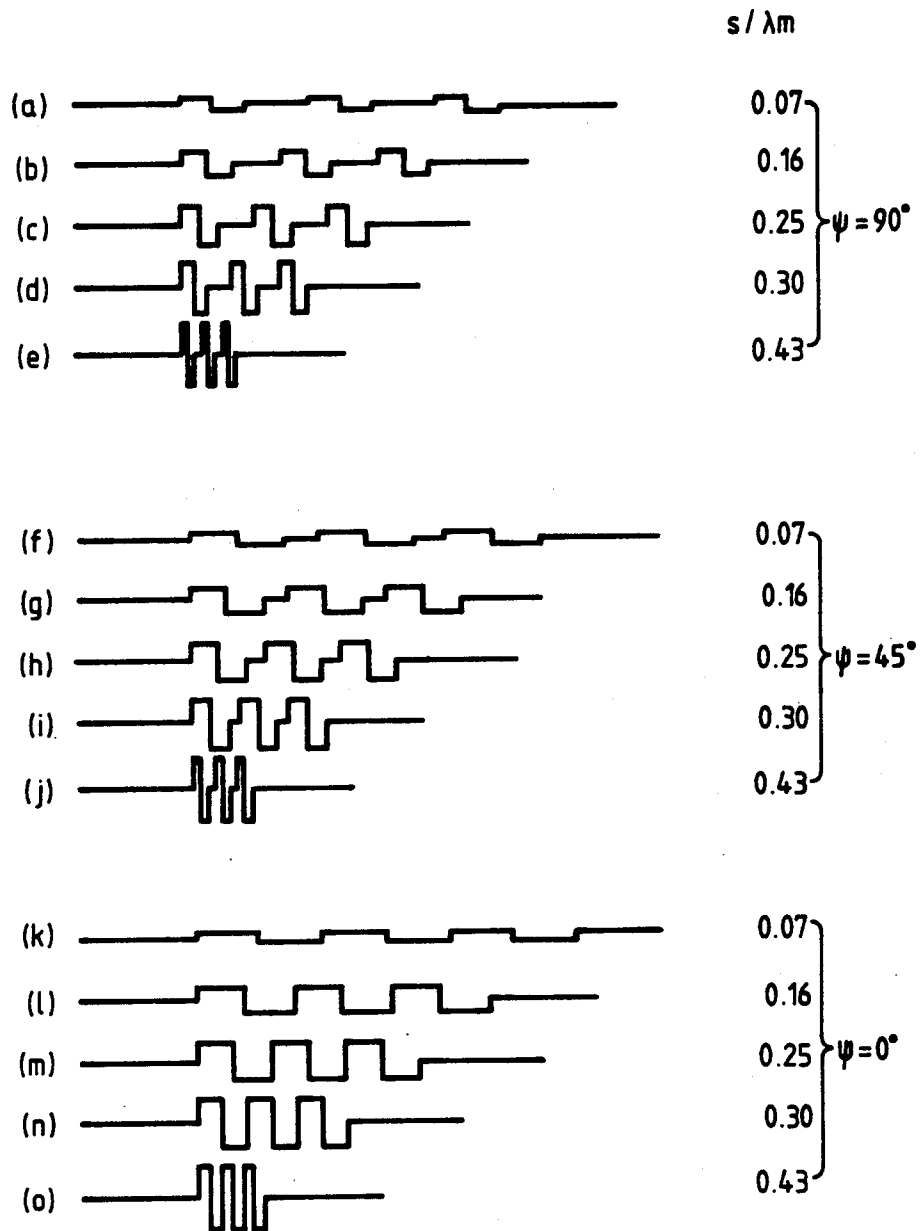 s / λm
(a) 0.07
(b) 0.16
(c) 0.25 ψ = 90°
(d) 0.30
(e) 0.43
(f) 0.07
(g) 0.16
(h) 0.25 ψ = 45°
(i) 0.30
(j) 0.43
(k) 0.07
(l) 0.16
(m) 0.25 ψ = 0°
(n) 0.30
(o) 0.43